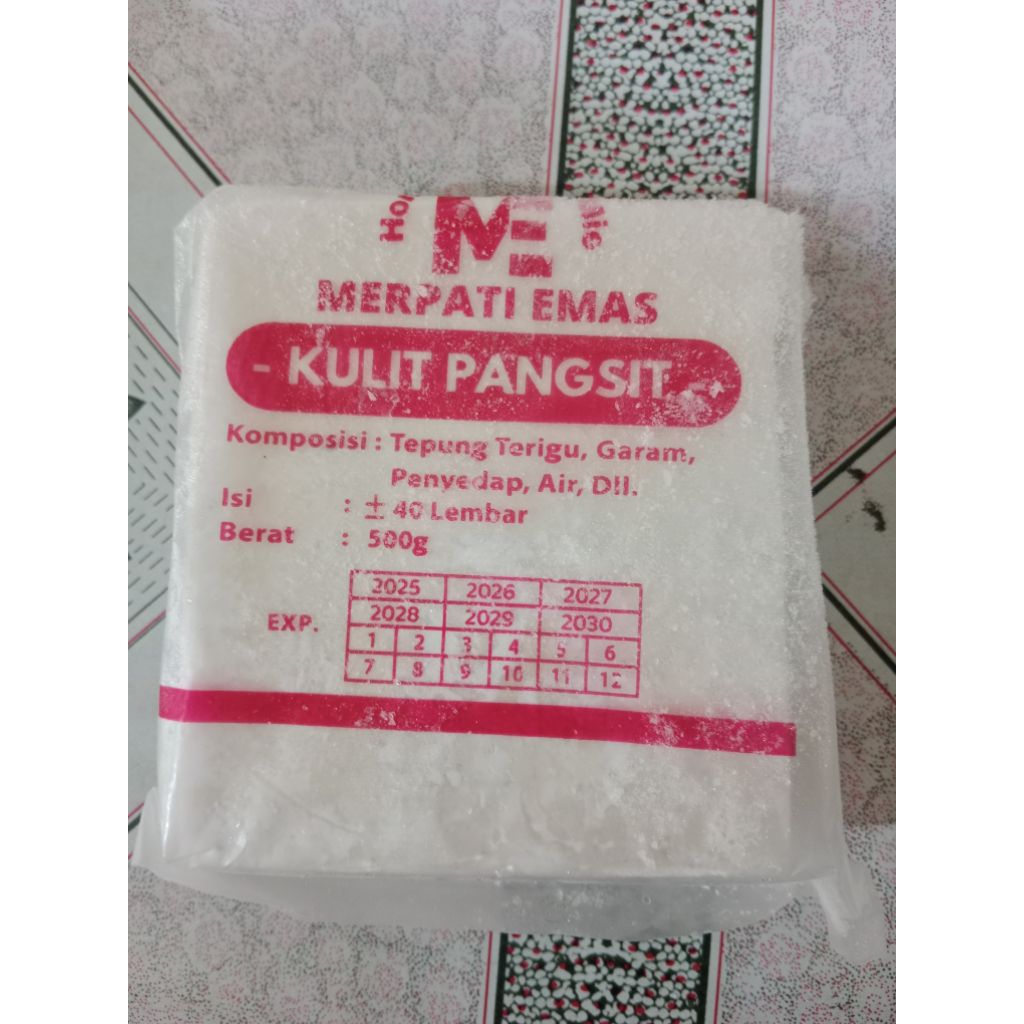 ME
MERPATI EMAS
- KULIT PANGSIT -
Komposisi : Tepung Terigu, Garam,
Penyedap, Air, Dll.
Isi : ± 40 Lembar
Berat : 500g
2025 2026 2027
EXP. 2028 2029 2030
1 2 3 4 5 6
7 8 9 10 11 12